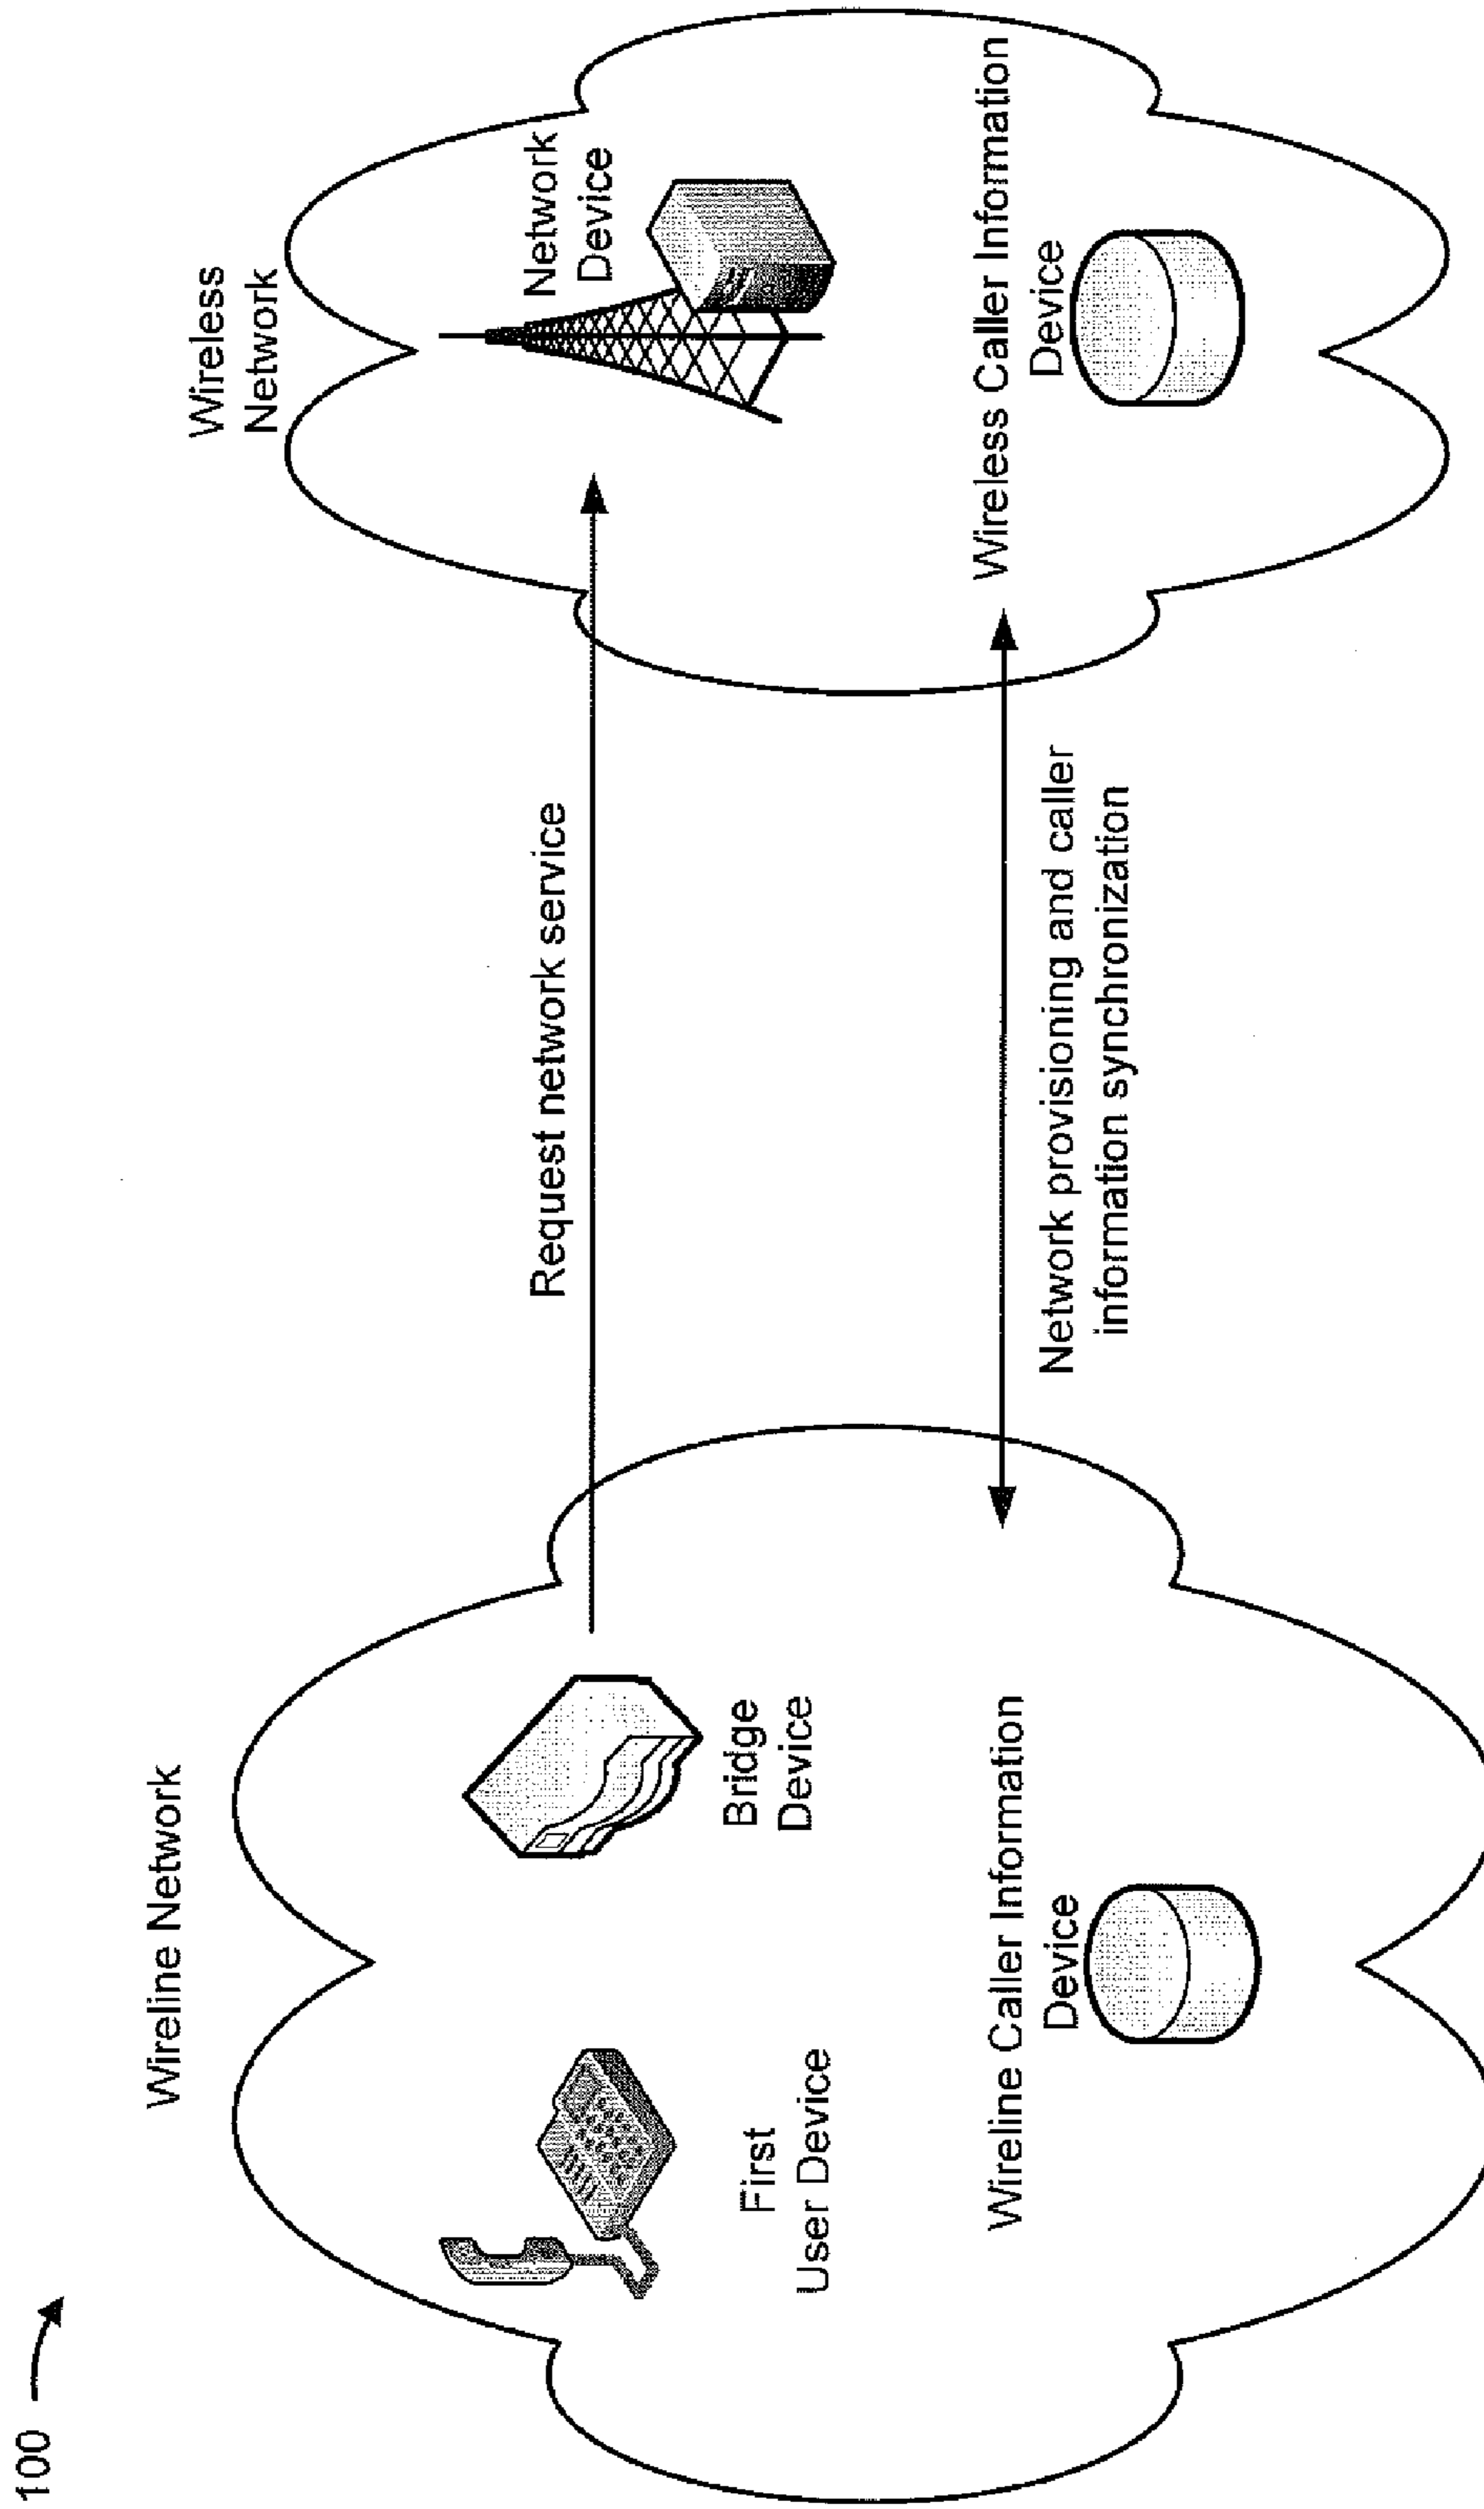 100
Wireline Network
First
User Device
Bridge
Device
Wireline Caller Information
Device
Request network service
Network provisioning and caller
information synchronization
Wireless
Network
Network
Device
Wireless Caller Information
Device